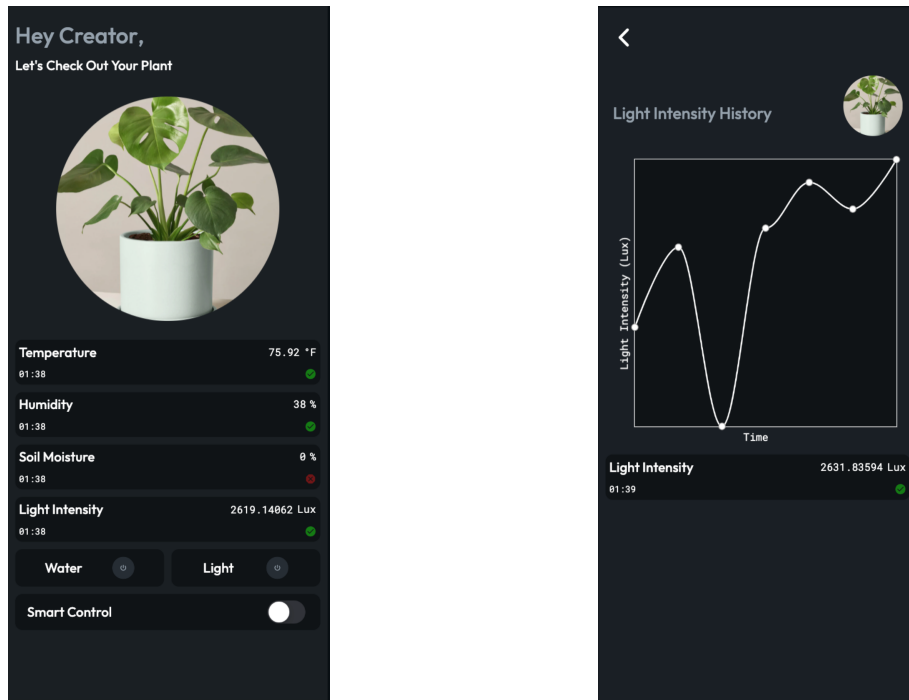 Hey Creator,
Let's Check Out Your Plant
Temperature 75.92 °F
01:38
Humidity 38 %
01:38
Soil Moisture 0 %
01:38
Light Intensity 2619.14062 Lux
01:38
Water Light
Smart Control
Light Intensity History
Light Intensity (Lux)
Time
Light Intensity 2631.83594 Lux
01:39